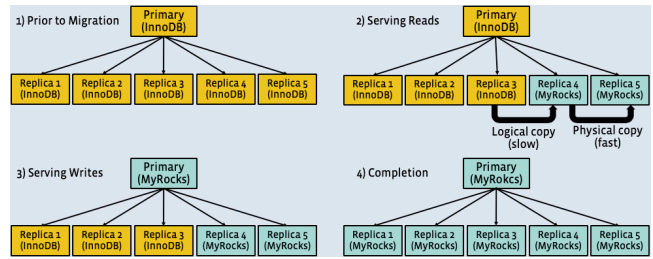 1) Prior to Migration
Primary
(InnoDB)
Replica 1
(InnoDB)
Replica 2
(InnoDB)
Replica 3
(InnoDB)
Replica 4
(InnoDB)
Replica 5
(InnoDB)
2) Serving Reads
Primary
(InnoDB)
Replica 1
(InnoDB)
Replica 2
(InnoDB)
Replica 3
(InnoDB)
Replica 4
(MyRocks)
Replica 5
(MyRocks)
Logical copy
(slow)
Physical copy
(fast)
3) Serving Writes
Primary
(MyRocks)
Replica 1
(InnoDB)
Replica 2
(InnoDB)
Replica 3
(InnoDB)
Replica 4
(MyRocks)
Replica 5
(MyRocks)
4) Completion
Primary
(MyRokcs)
Replica 1
(MyRocks)
Replica 2
(MyRocks)
Replica 3
(MyRocks)
Replica 4
(MyRocks)
Replica 5
(MyRocks)